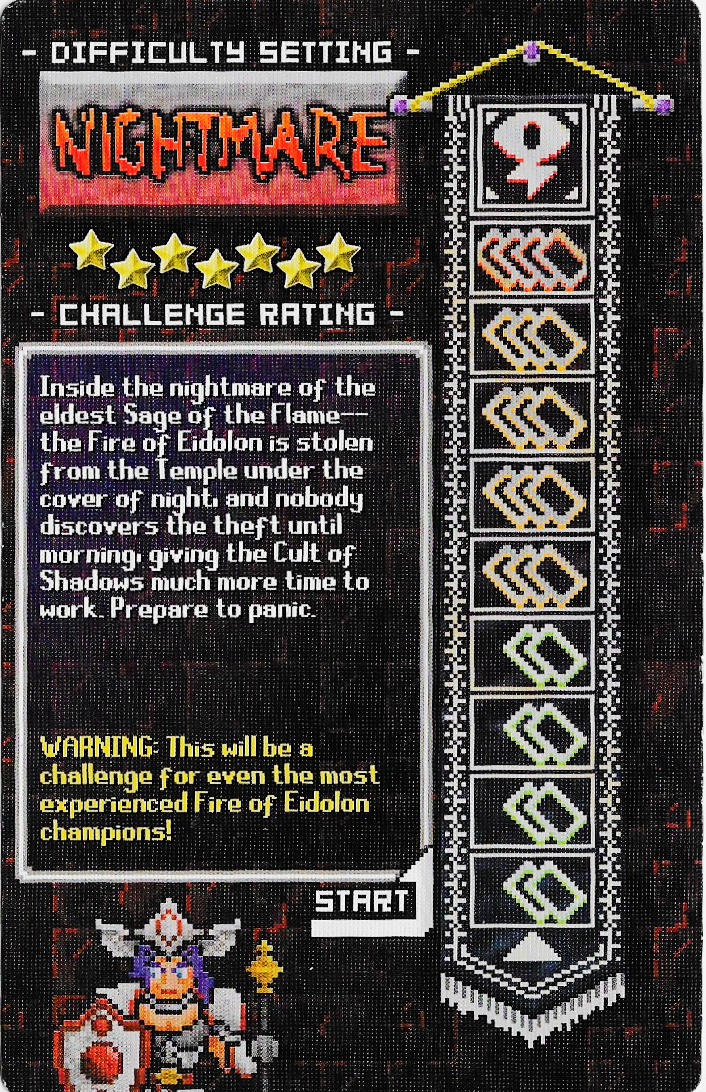 - DIFFICULTY SETTING -
NIGHTMARE
- CHALLENGE RATING -
Inside the nightmare of the
eldest Sage of the Flame--
the Fire of Eidolon is stolen
from the Temple under the
cover of night, and nobody
discovers the theft until
morning, giving the Cult of
Shadows much more time to
work. Prepare to panic.
WARNING: This will be a
challenge for even the most
experienced Fire of Eidolon
champions!
START